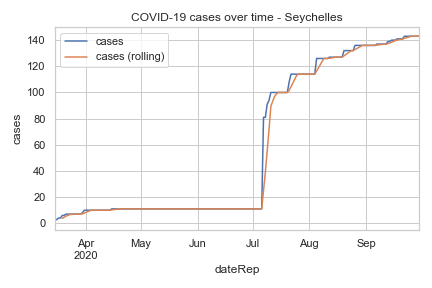 COVID-19 cases over time - Seychelles
cases
cases (rolling)
140
120
100
80
60
40
20
0
cases
Apr
2020
May
Jun
Jul
Aug
Sep
dateRep